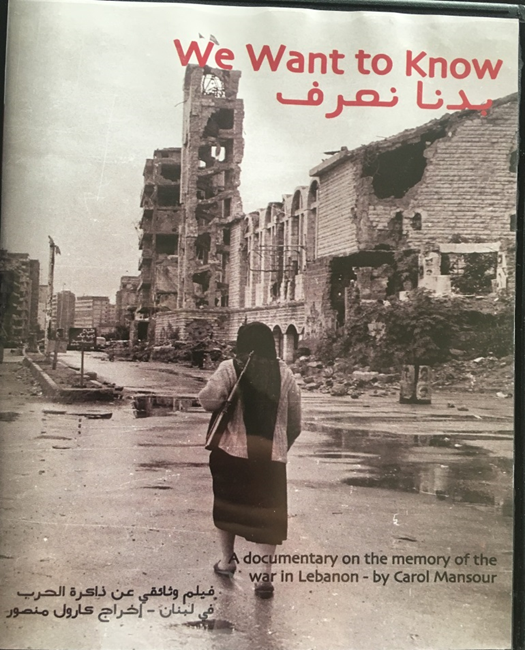 We Want to Know
بدنا نعرف
A documentary on the memory of the
war in Lebanon - by Carol Mansour
فيلم وثائقي عن ذاكرة الحرب
في لبنان - إخراج كارول منصور